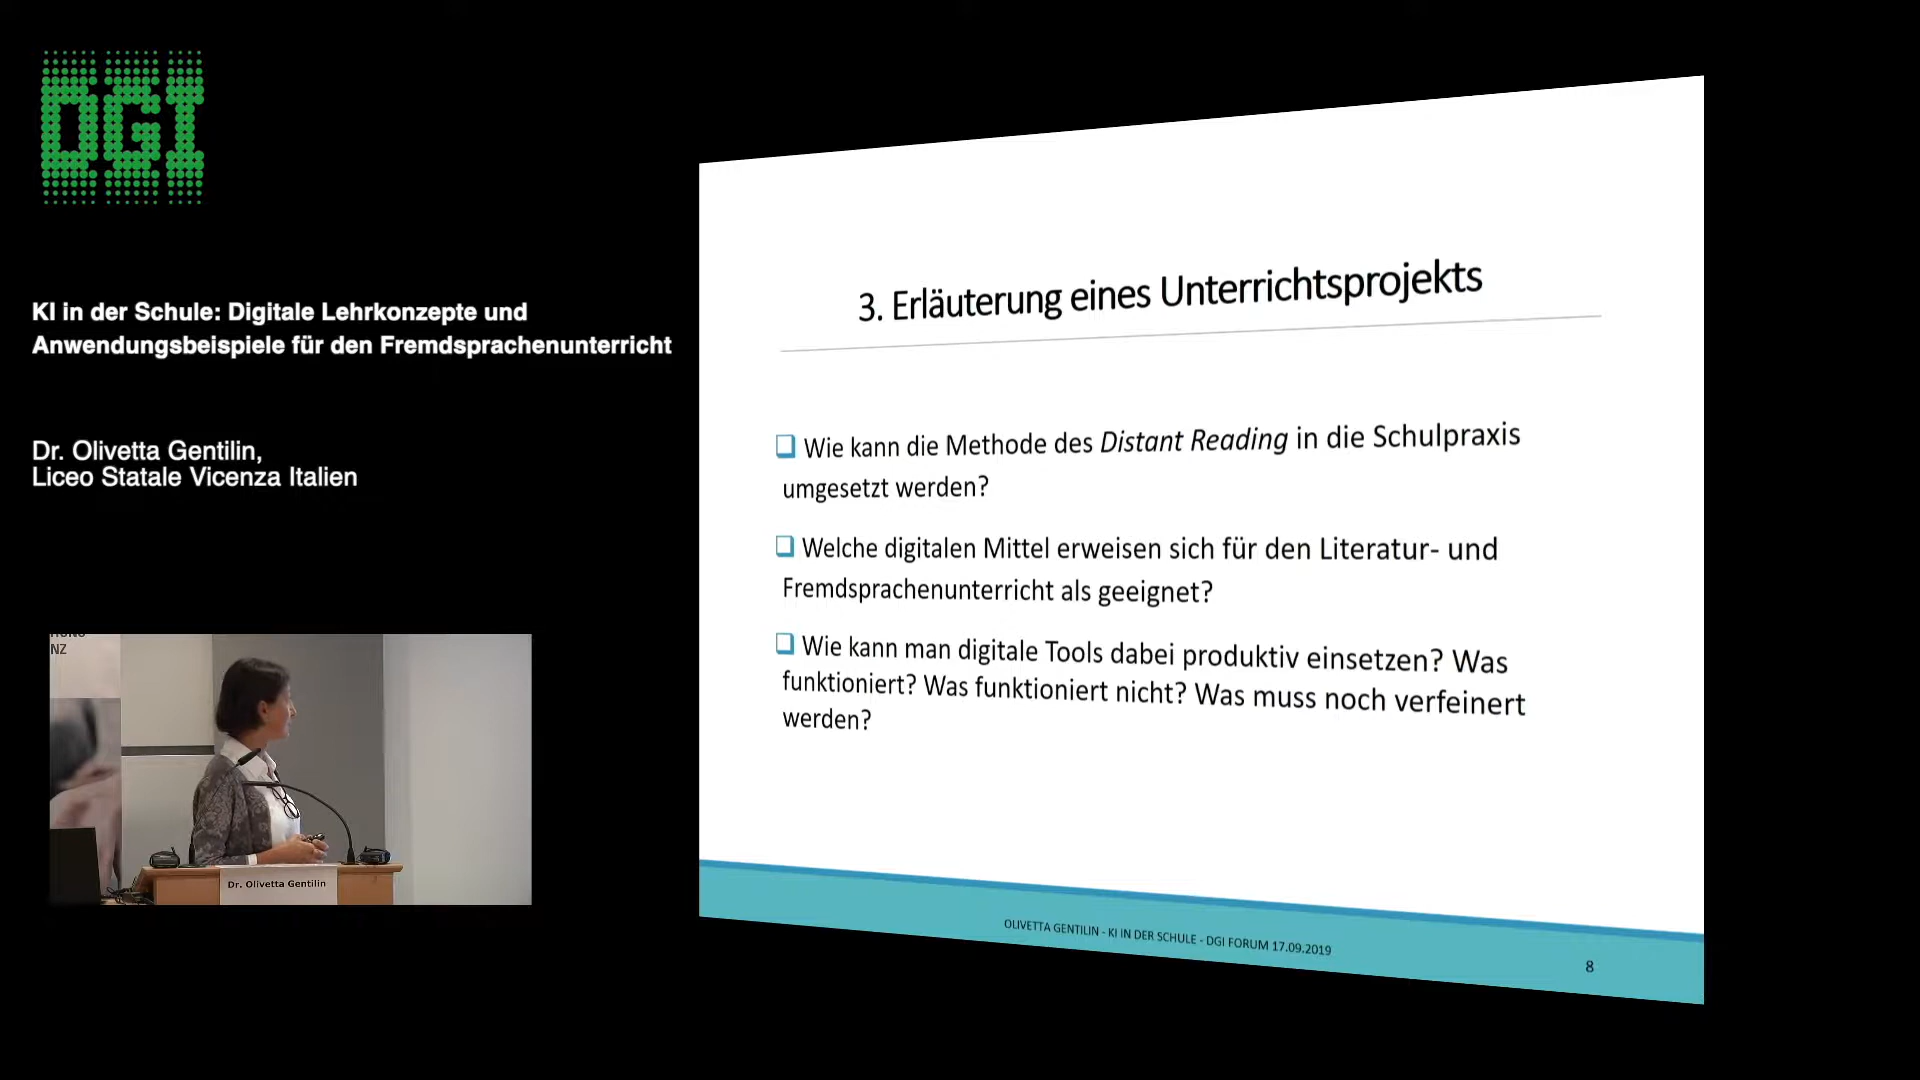 DGI
KI in der Schule: Digitale Lehrkonzepte und
Anwendungsbeispiele für den Fremdsprachenunterricht
Dr. Olivetta Gentilin,
Liceo Statale Vicenza Italien
NZ
Dr. Olivetta Gentilin
3. Erläuterung eines Unterrichtsprojekts
Wie kann die Methode des Distant Reading in die Schulpraxis
umgesetzt werden?
Welche digitalen Mittel erweisen sich für den Literatur- und
Fremdsprachenunterricht als geeignet?
Wie kann man digitale Tools dabei produktiv einsetzen? Was
funktioniert? Was funktioniert nicht? Was muss noch verfeinert
werden?
OLIVETTA GENTILIN - KI IN DER SCHULE - DGI FORUM 17.09.2019
8